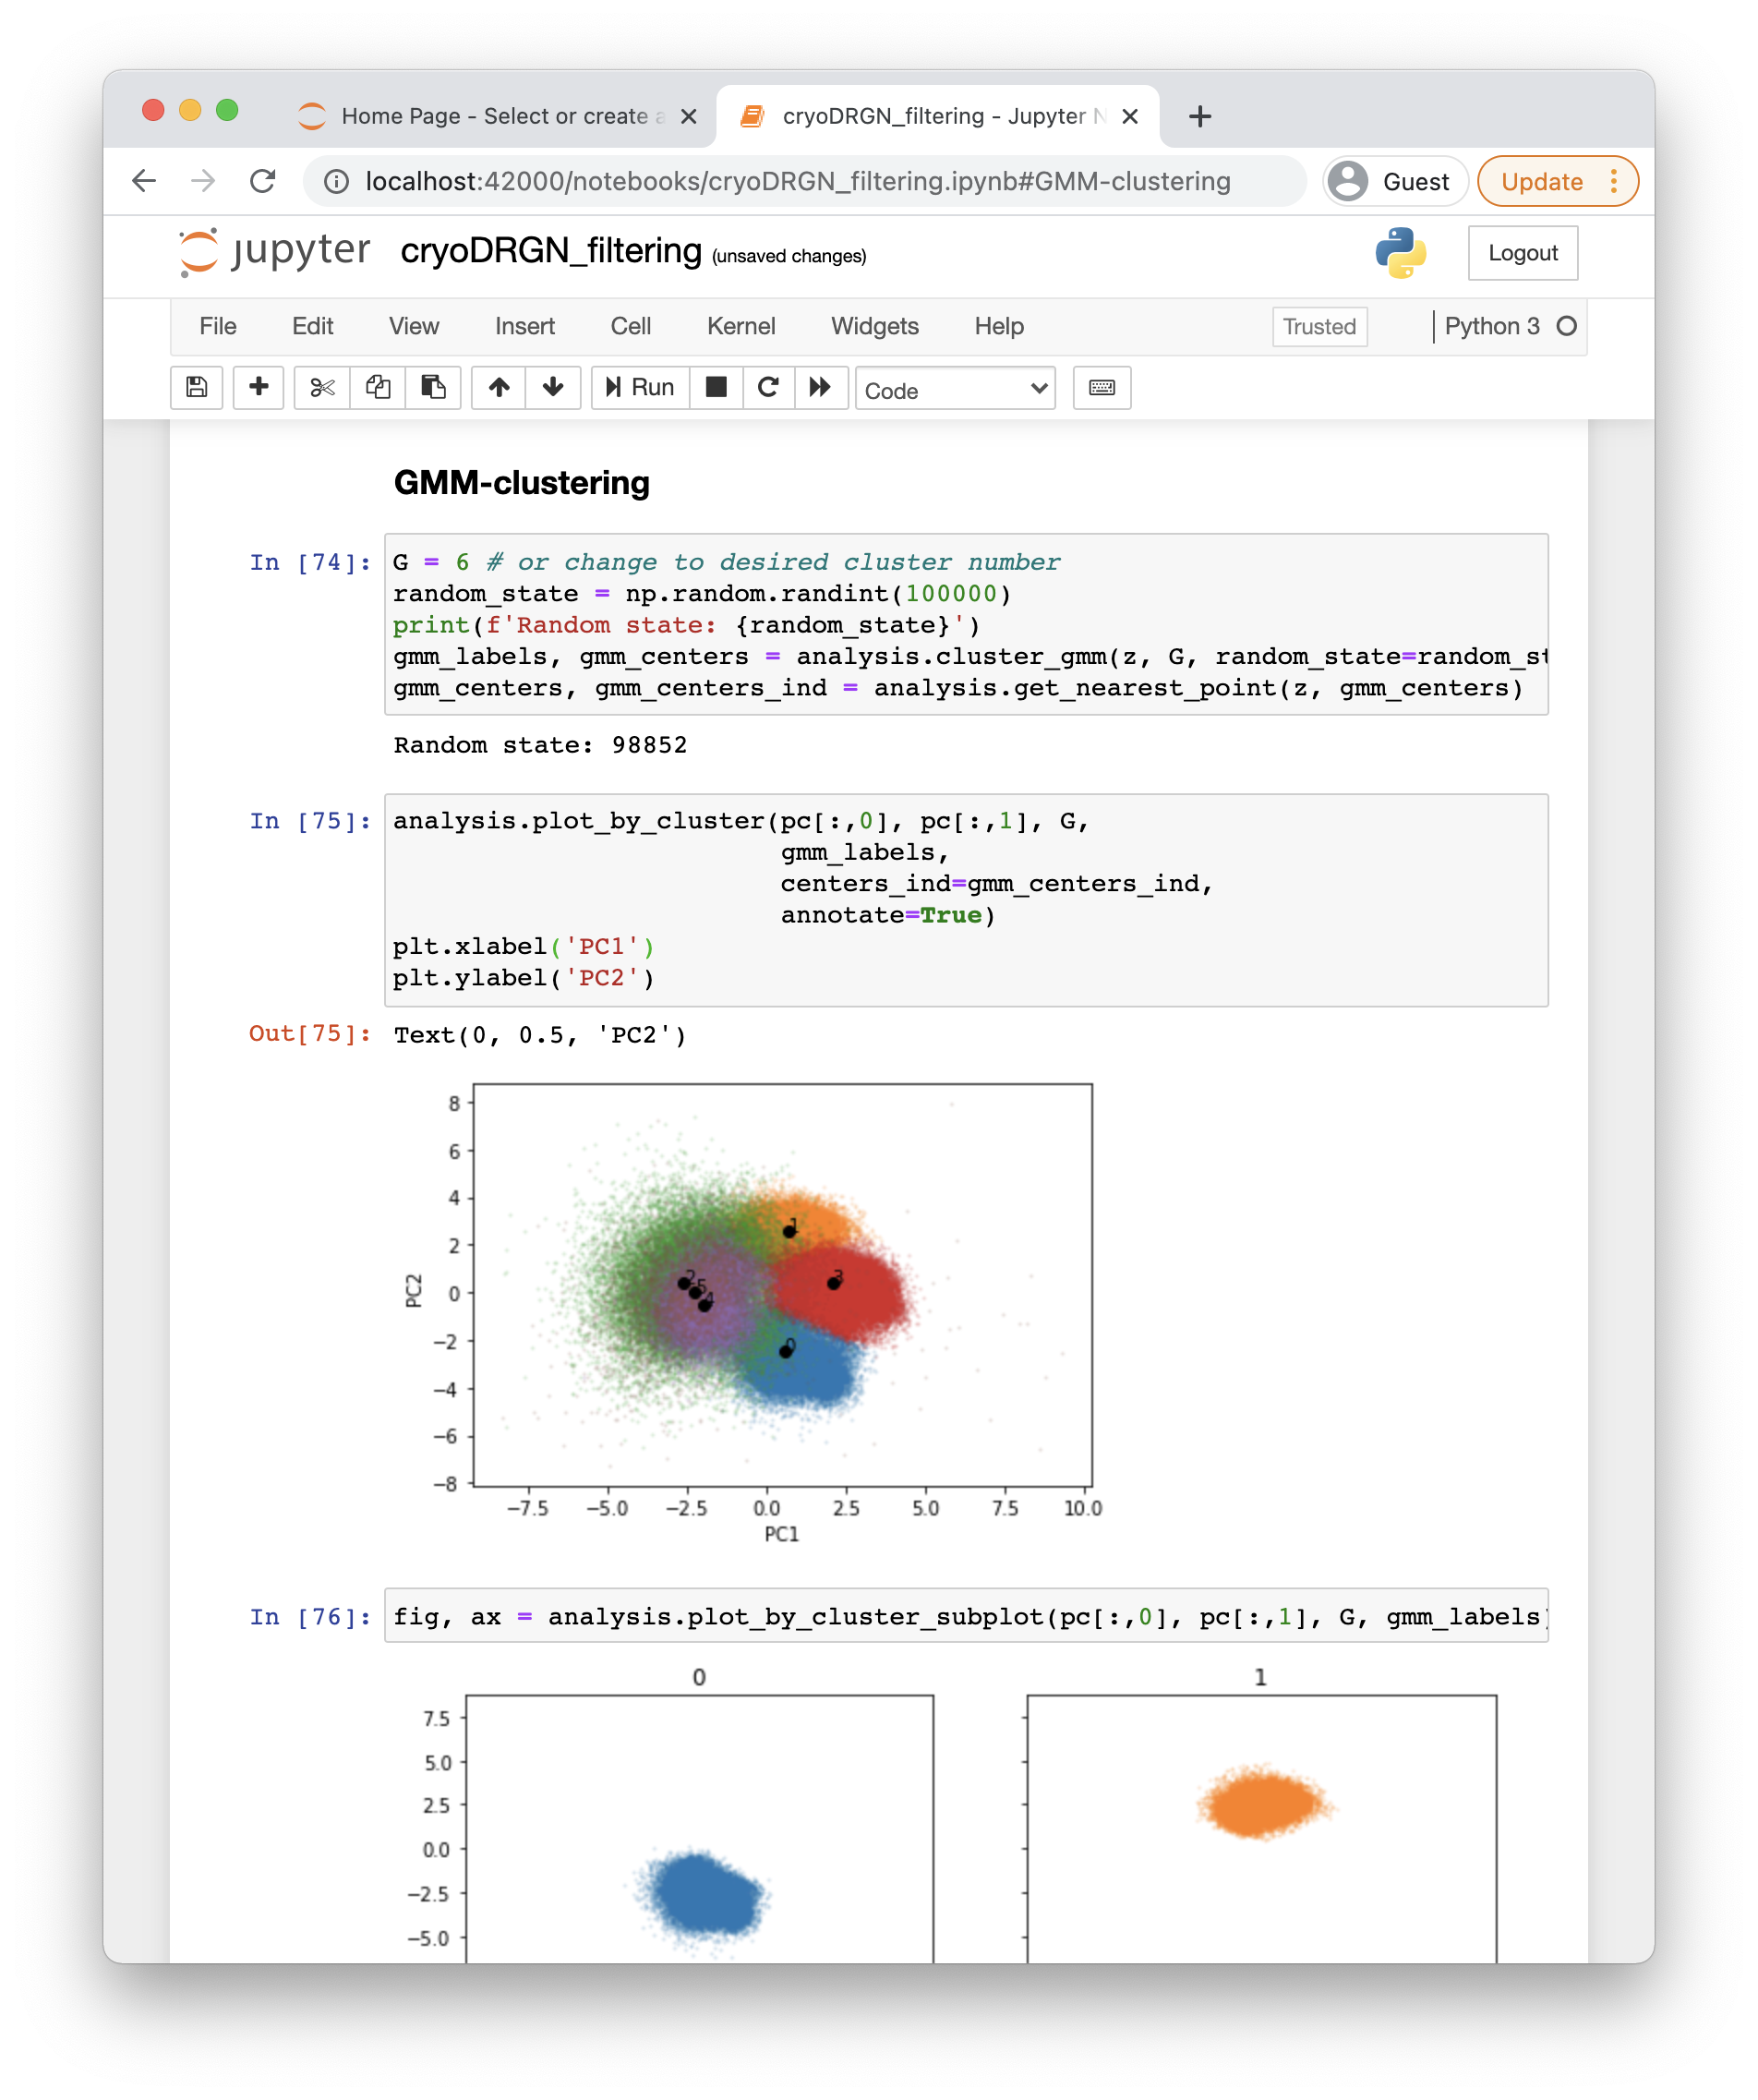 Home Page - Select or create a
cryoDRGN_filtering - Jupyter N
localhost:42000/notebooks/cryoDRGN_filtering.ipynb#GMM-clustering
Guest
Update
jupyter cryoDRGN_filtering (unsaved changes)
Logout
File Edit View Insert Cell Kernel Widgets Help Trusted Python 3
Run Code
GMM-clustering
In [74]: G = 6 # or change to desired cluster number
random_state = np.random.randint(100000)
print(f'Random state: {random_state}')
gmm_labels, gmm_centers = analysis.cluster_gmm(z, G, random_state=random_st
gmm_centers, gmm_centers_ind = analysis.get_nearest_point(z, gmm_centers)
Random state: 98852
In [75]: analysis.plot_by_cluster(pc[:,0], pc[:,1], G,
gmm_labels,
centers_ind=gmm_centers_ind,
annotate=True)
plt.xlabel('PC1')
plt.ylabel('PC2')
Out[75]: Text(0, 0.5, 'PC2')
8
6
4
2
0
−2
−4
−6
−8
PC2
1
3
2
5
4
0
−7.5 −5.0 −2.5 0.0 2.5 5.0 7.5 10.0
PC1
In [76]: fig, ax = analysis.plot_by_cluster_subplot(pc[:,0], pc[:,1], G, gmm_labels)
0
1
7.5
5.0
2.5
0.0
−2.5
−5.0